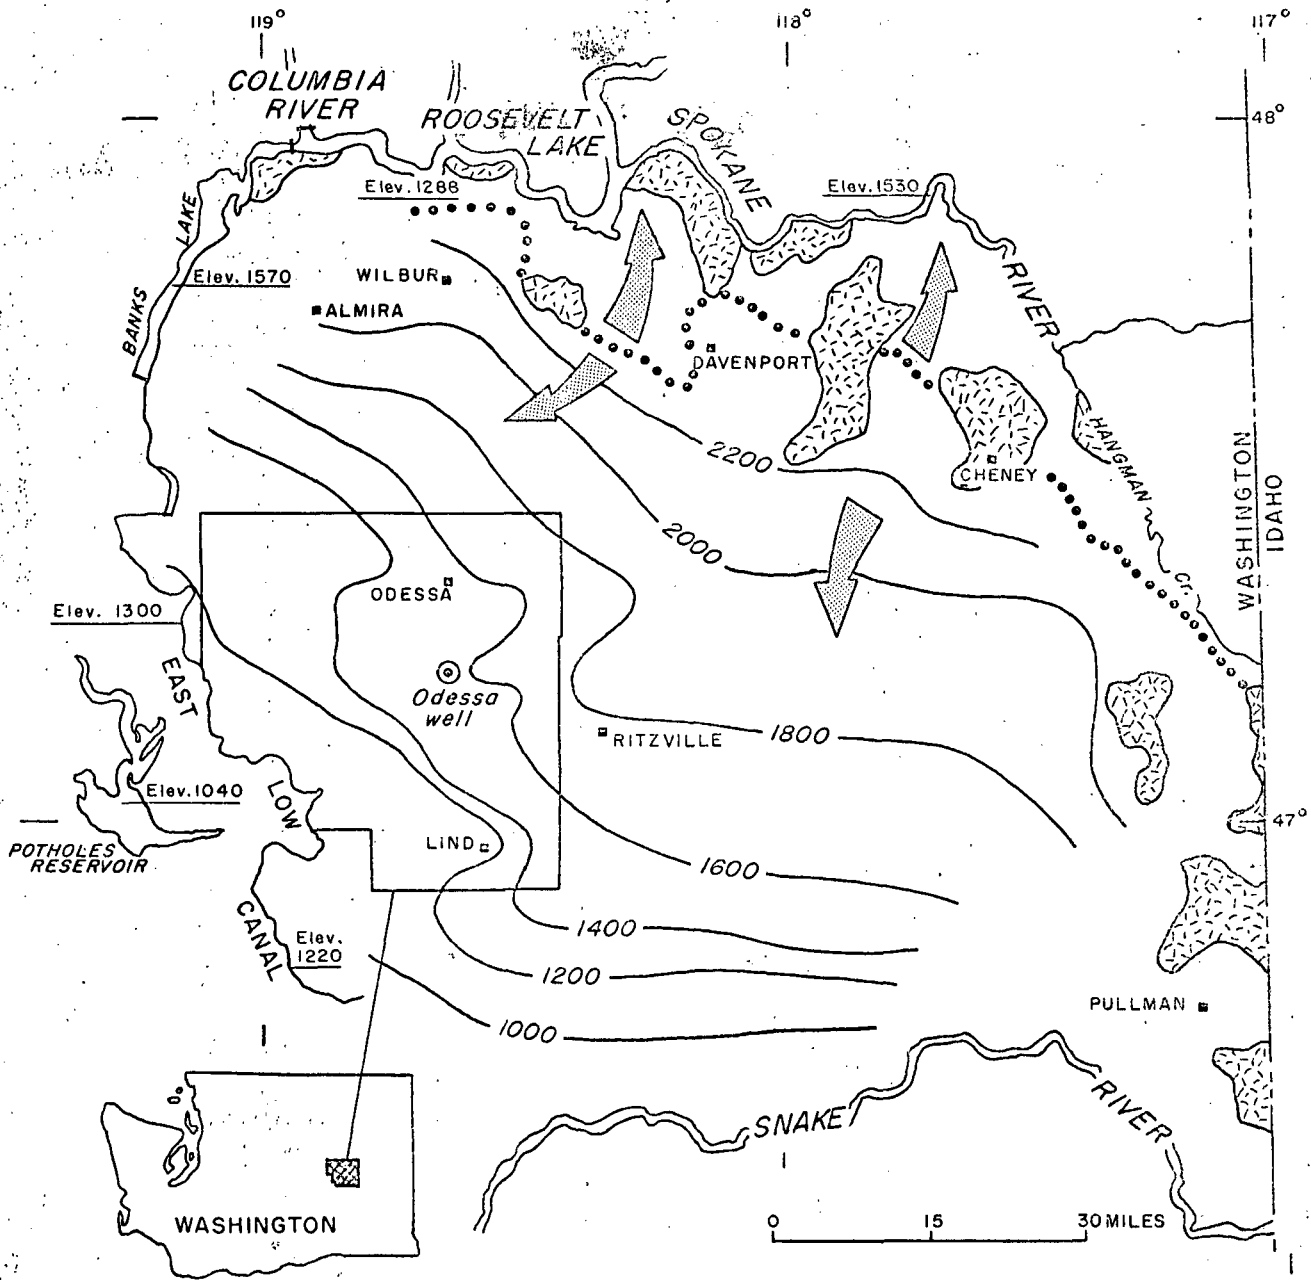 119°
118°
117°
COLUMBIA
RIVER
ROOSEVELT
LAKE
SPOKANE
48°
Elev. 1288
Elev. 1530
LAKE
Elev. 1570
WILBUR
RIVER
BANKS
ALMIRA
DAVENPORT
HANGMAN
2200
CHENEY
WASHINGTON
IDAHO
2000
ODESSA
Cr.
Elev. 1300
EAST
Odessa
well
RITZVILLE
1800
Elev. 1040
LOW
47°
POTHOLES
RESERVOIR
LIND
1600
CANAL
Elev.
1220
1400
1200
PULLMAN
1000
SNAKE
RIVER
WASHINGTON
0 15 30 MILES